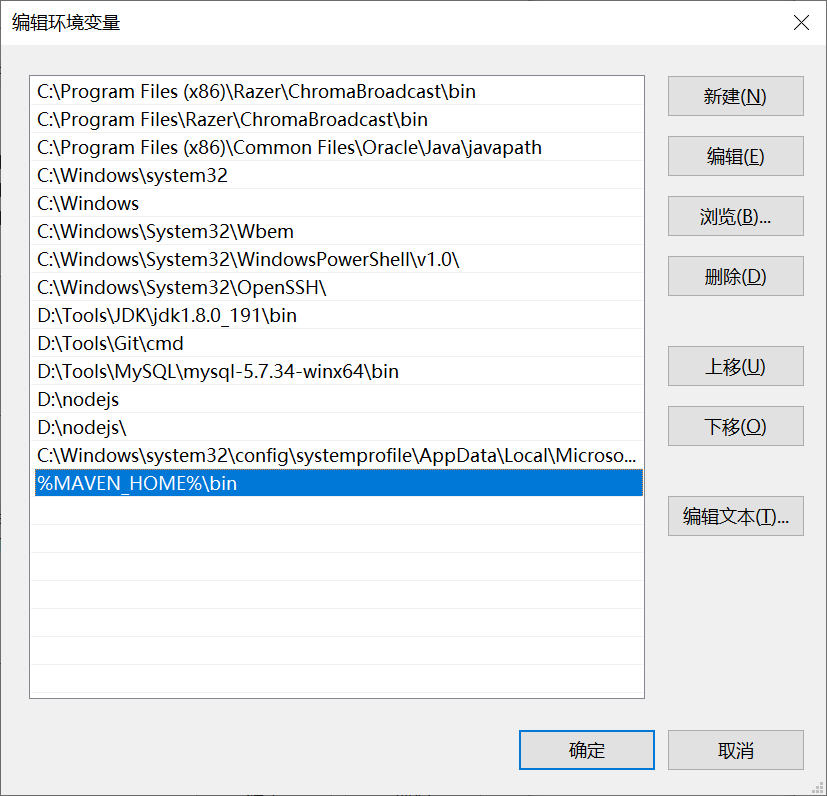 编辑环境变量
C:\Program Files (x86)\Razer\ChromaBroadcast\bin
C:\Program Files\Razer\ChromaBroadcast\bin
C:\Program Files (x86)\Common Files\Oracle\Java\javapath
C:\Windows\system32
C:\Windows
C:\Windows\System32\Wbem
C:\Windows\System32\WindowsPowerShell\v1.0\
C:\Windows\System32\OpenSSH\
D:\Tools\JDK\jdk1.8.0_191\bin
D:\Tools\Git\cmd
D:\Tools\MySQL\mysql-5.7.34-winx64\bin
D:\nodejs
D:\nodejs\
C:\Windows\system32\config\systemprofile\AppData\Local\Microso...
%MAVEN_HOME%\bin
新建(N)
编辑(E)
浏览(B)...
删除(D)
上移(U)
下移(O)
编辑文本(T)...
确定
取消